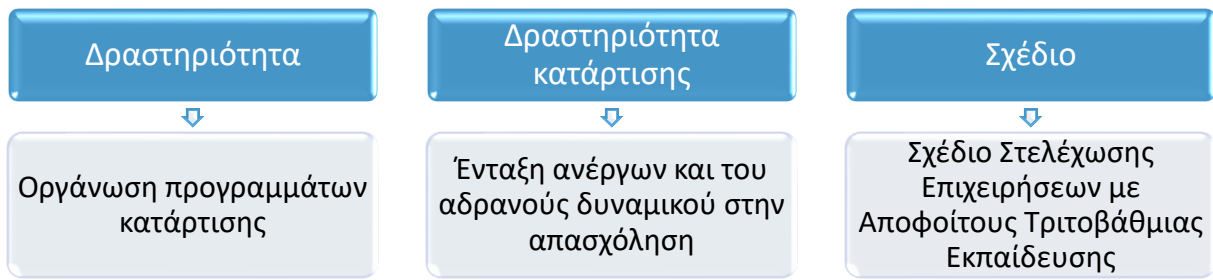 Δραστηριότητα
Οργάνωση προγραμμάτων
κατάρτισης
Δραστηριότητα
κατάρτισης
Ένταξη ανέργων και του
αδρανούς δυναμικού στην
απασχόληση
Σχέδιο
Σχέδιο Στελέχωσης
Επιχειρήσεων με
Αποφοίτους Τριτοβάθμιας
Εκπαίδευσης